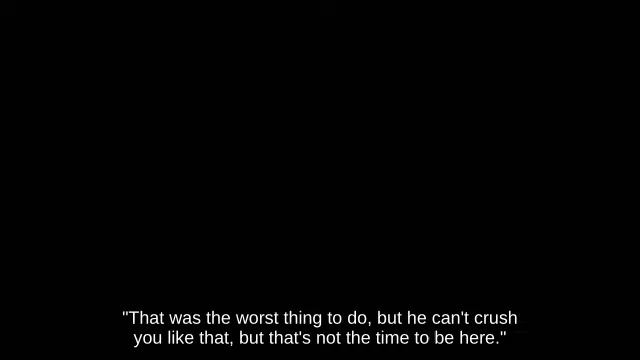 "That was the worst thing to do, but he can't crush
you like that, but that's not the time to be here."